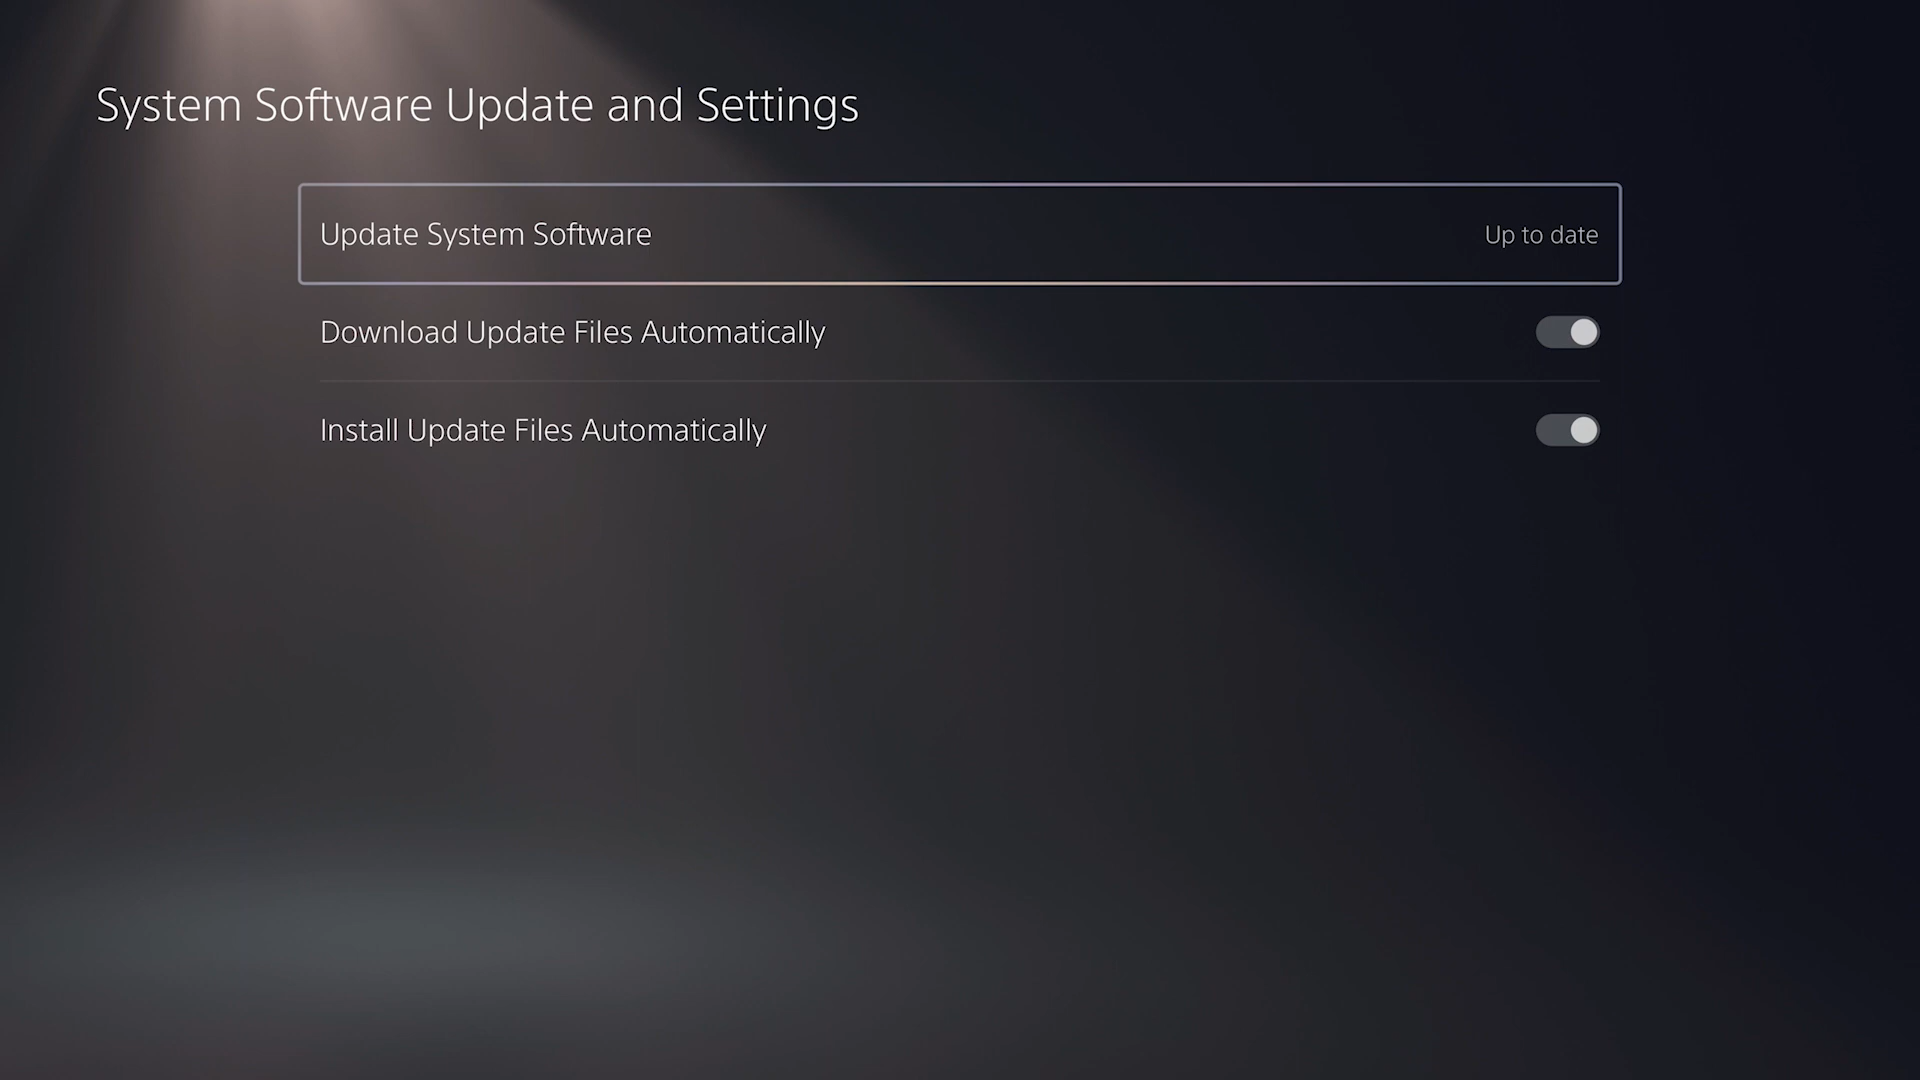 System Software Update and Settings
Update System Software
Up to date
Download Update Files Automatically
Install Update Files Automatically